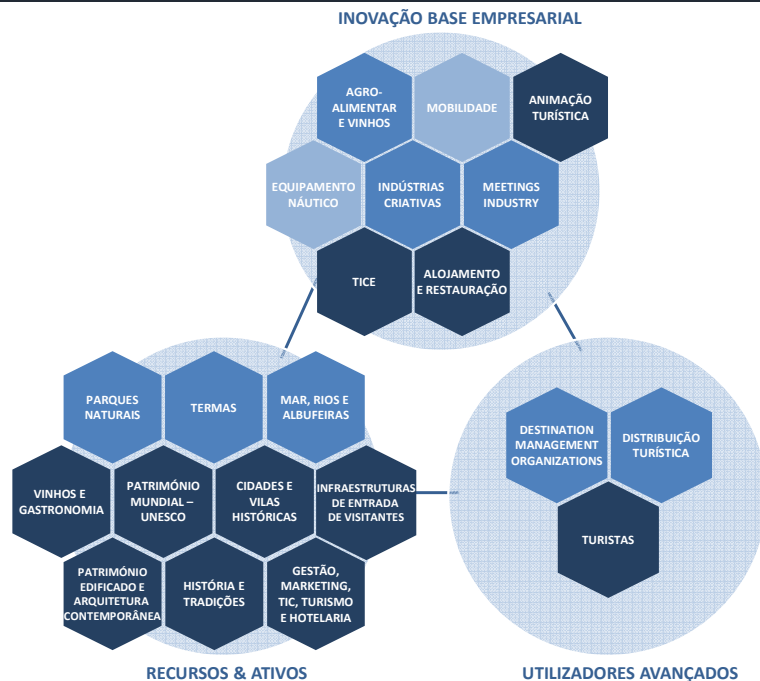 INOVAÇÃO BASE EMPRESARIAL
AGRO-
ALIMENTAR
E VINHOS
MOBILIDADE
ANIMAÇÃO
TURÍSTICA
EQUIPAMENTO
NÁUTICO
INDÚSTRIAS
CRIATIVAS
MEETINGS
INDUSTRY
TICE
ALOJAMENTO
E RESTAURAÇÃO
PARQUES
NATURAIS
TERMAS
MAR, RIOS E
ALBUFEIRAS
VINHOS E
GASTRONOMIA
PATRIMÓNIO
MUNDIAL –
UNESCO
CIDADES E
VILAS
HISTÓRICAS
INFRAESTRUTURAS
DE ENTRADA
DE VISITANTES
PATRIMÓNIO
EDIFICADO E
ARQUITETURA
CONTEMPORÂNEA
HISTÓRIA E
TRADIÇÕES
GESTÃO,
MARKETING,
TIC, TURISMO
E HOTELARIA
RECURSOS & ATIVOS
DESTINATION
MANAGEMENT
ORGANIZATIONS
DISTRIBUIÇÃO
TURÍSTICA
TURISTAS
UTILIZADORES AVANÇADOS